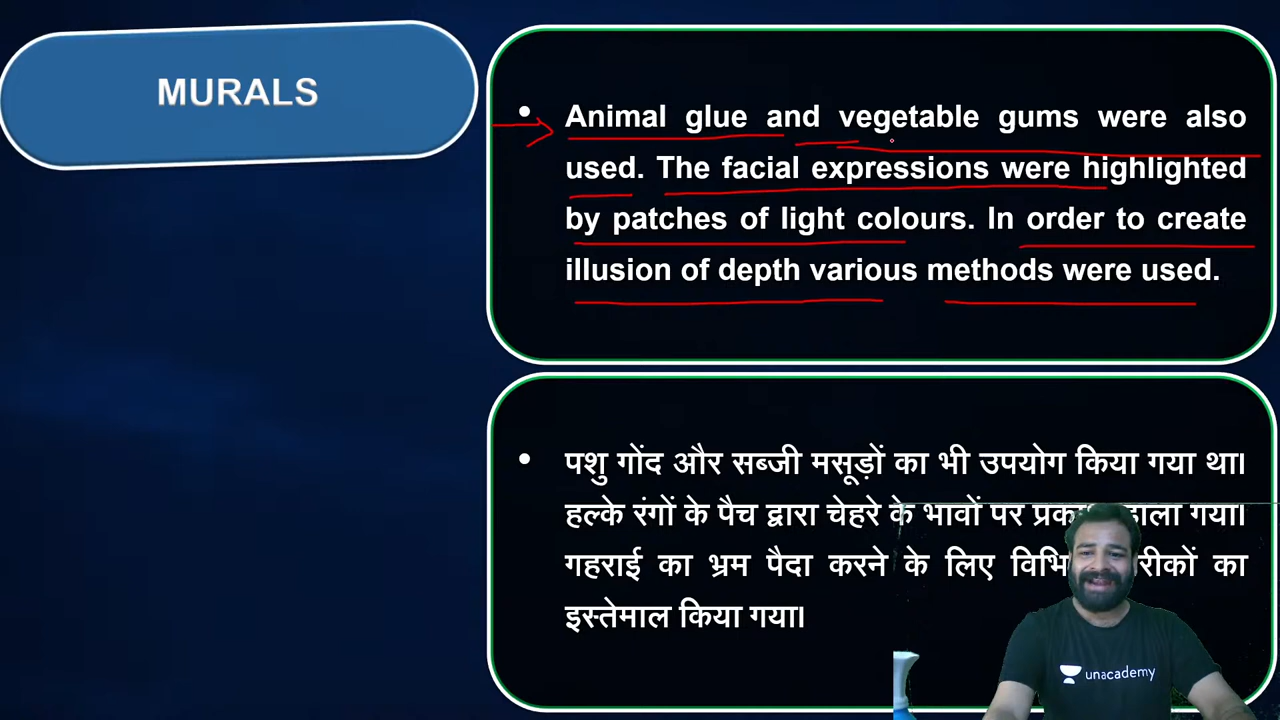 MURALS
• Animal glue and vegetable gums were also
used. The facial expressions were highlighted
by patches of light colours. In order to create
illusion of depth various methods were used.
• पशु गोंद और सब्जी मसूड़ों का भी उपयोग किया गया था।
हल्के रंगों के पैच द्वारा चेहरे के भावों पर गया।
गहराई का भ्रम पैदा करने के लिए का
इस्तेमाल किया गया।
unacademy